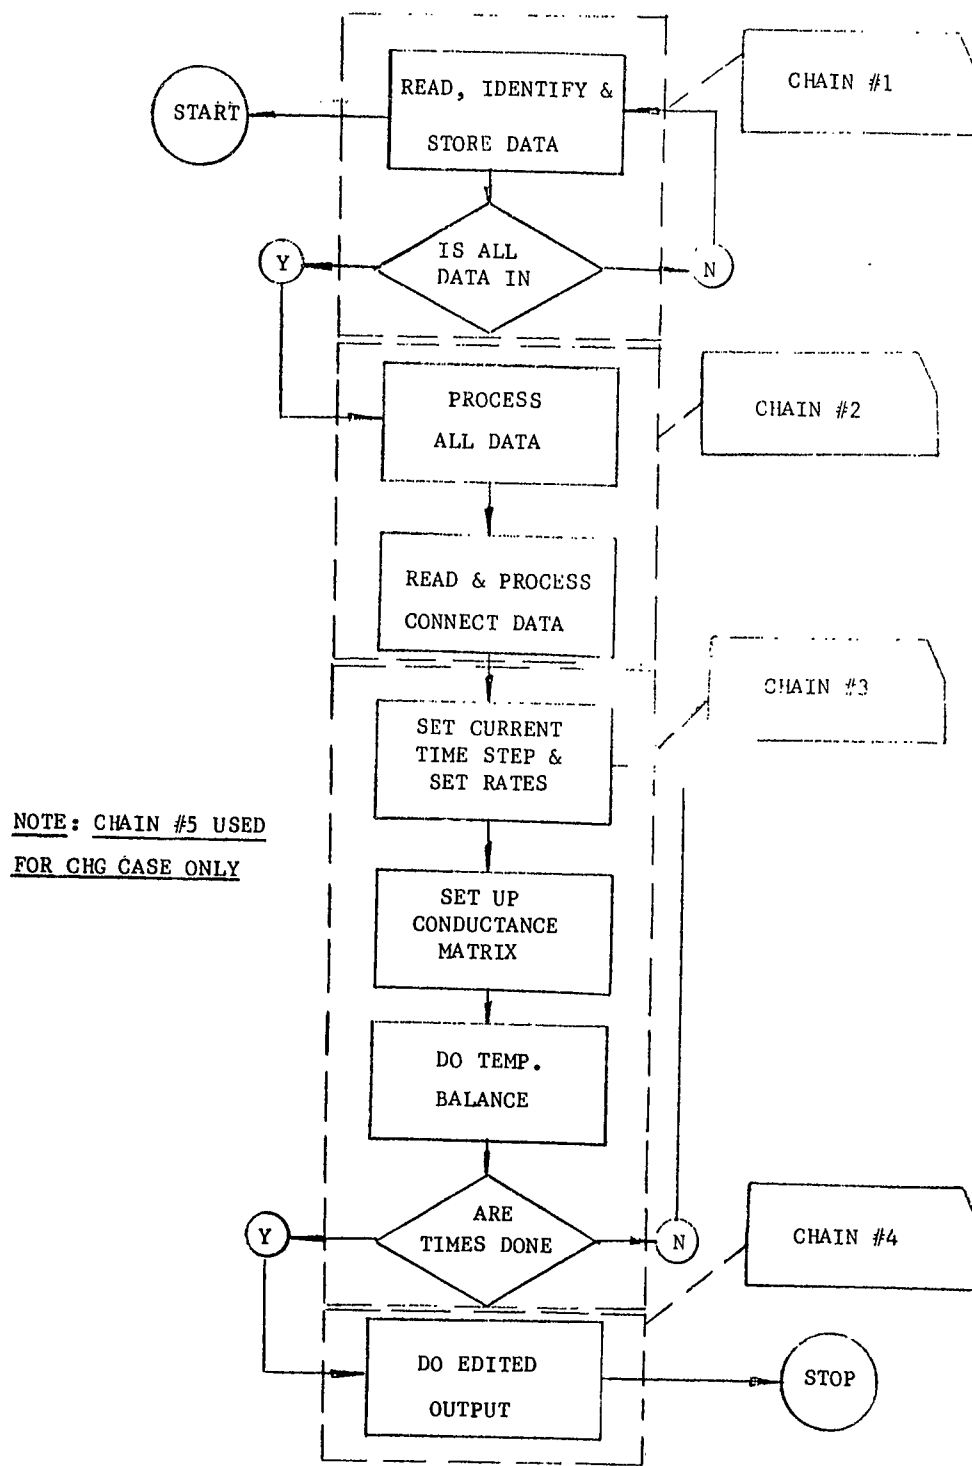 START
READ, IDENTIFY &
STORE DATA
CHAIN #1
IS ALL
DATA IN
Y
N
PROCESS
ALL DATA
CHAIN #2
READ & PROCESS
CONNECT DATA
SET CURRENT
TIME STEP &
SET RATES
CHAIN #3
NOTE: CHAIN #5 USED
FOR CHG CASE ONLY
SET UP
CONDUCTANCE
MATRIX
DO TEMP.
BALANCE
ARE
TIMES DONE
Y
N
CHAIN #4
DO EDITED
OUTPUT
STOP